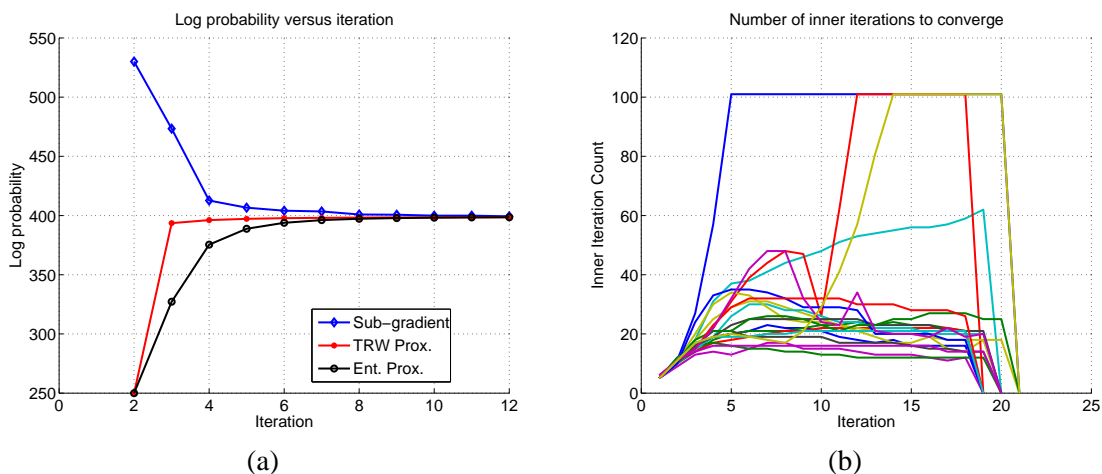 Log probability versus iteration
550
500
450
400
350
300
250
0
2
4
6
8
10
12
Log probability
Iteration
Sub-gradient
TRW Prox.
Ent. Prox.
(a)
Number of inner iterations to converge
120
100
80
60
40
20
0
0
5
10
15
20
25
Inner Iteration Count
Iteration
(b)